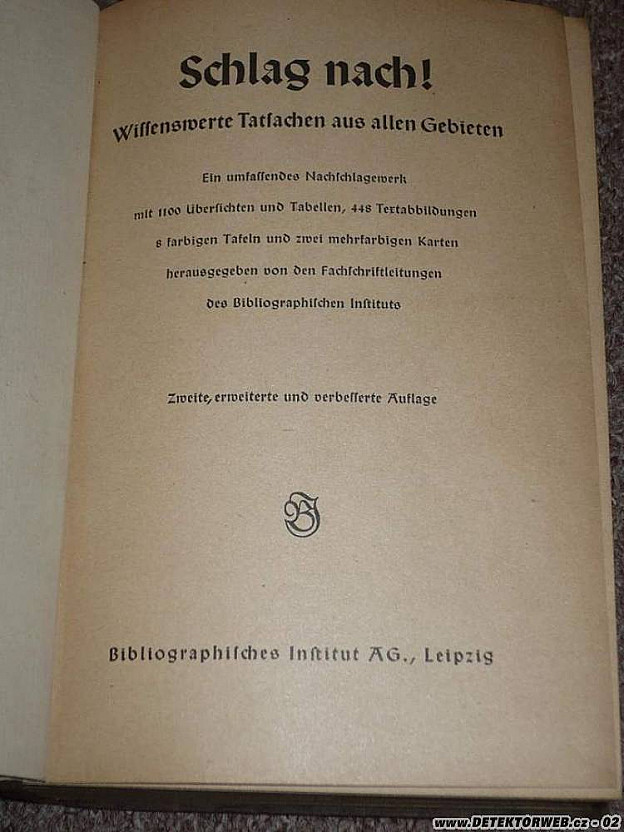 Schlag nach!
Wiſſenswerte Tatſachen aus allen Gebieten
Ein umfaſſendes Nachſchlagewerk
mit 1100 Überſichten und Tabellen, 448 Textabbildungen
8 farbigen Tafeln und zwei mehrfarbigen Karten
herausgegeben von den Fachſchriftleitungen
des Bibliographiſchen Inſtituts
Zweite, erweiterte und verbeſſerte Auflage
BI
Bibliographiſches Inſtitut AG., Leipzig
www.DETEKTORWEB.cz - 02